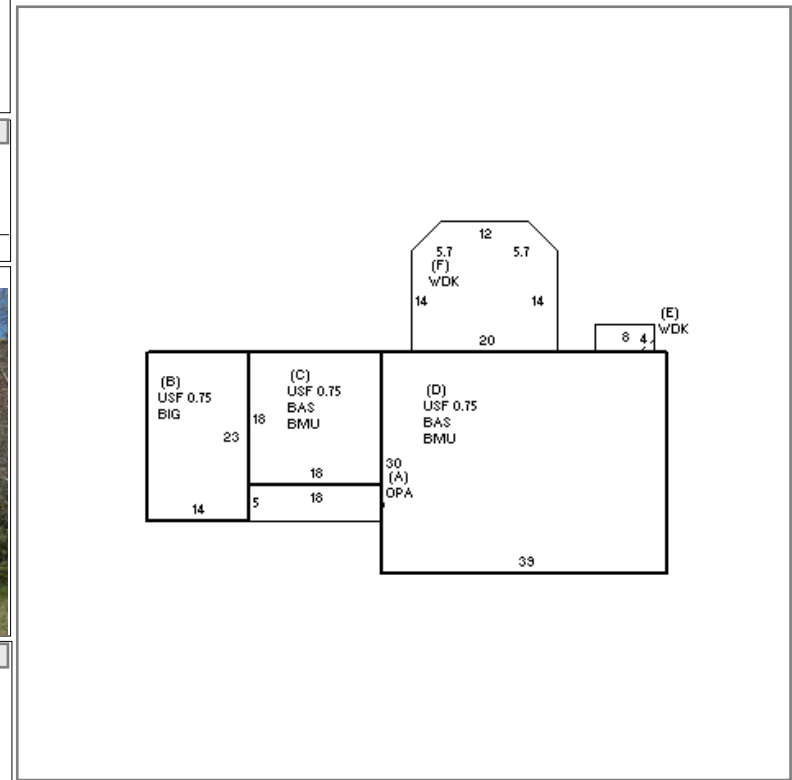 12
5.7 5.7
(F)
WDK
14 14
20
(E)
WDK
8 4
(B)
USF 0.75
BIG
23
14
(C)
USF 0.75
BAS
BMU
18
18
5 18
(D)
USF 0.75
BAS
BMU
30
(A)
OPA
39